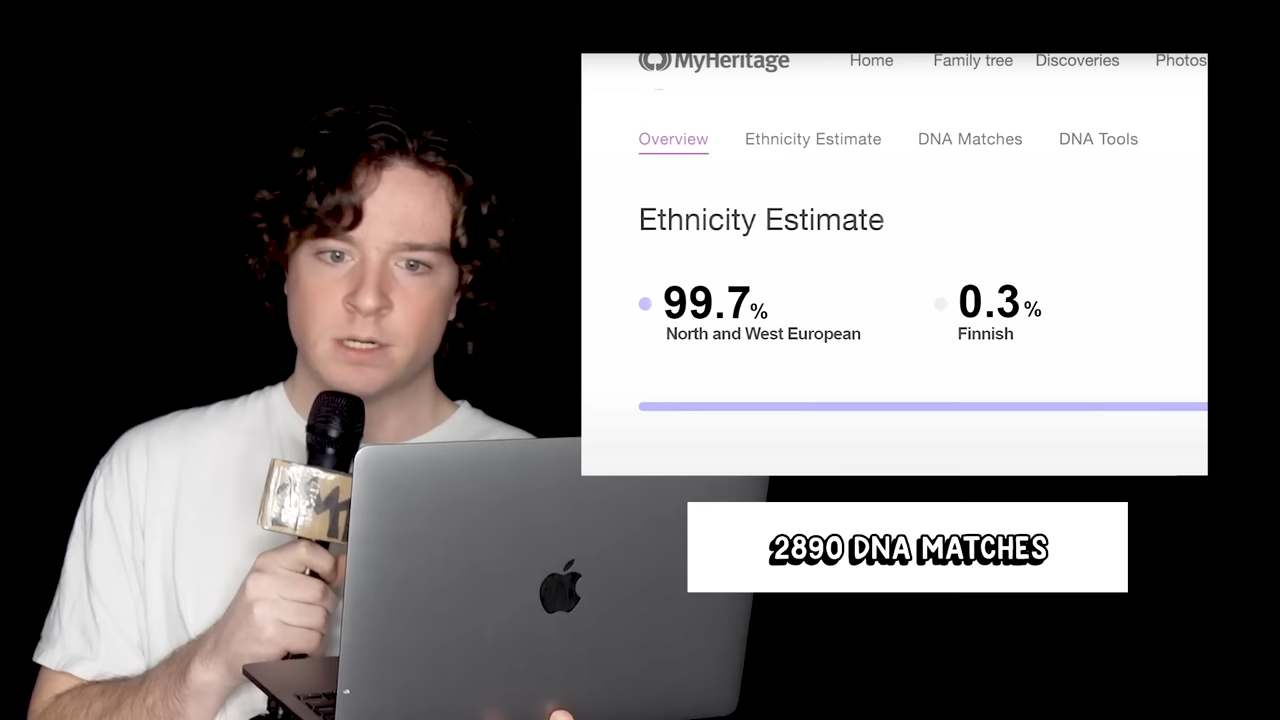 MyHeritage Home Family tree Discoveries Photos
Overview Ethnicity Estimate DNA Matches DNA Tools
Ethnicity Estimate
99.7% 0.3%
North and West European Finnish
2890 DNA MATCHES